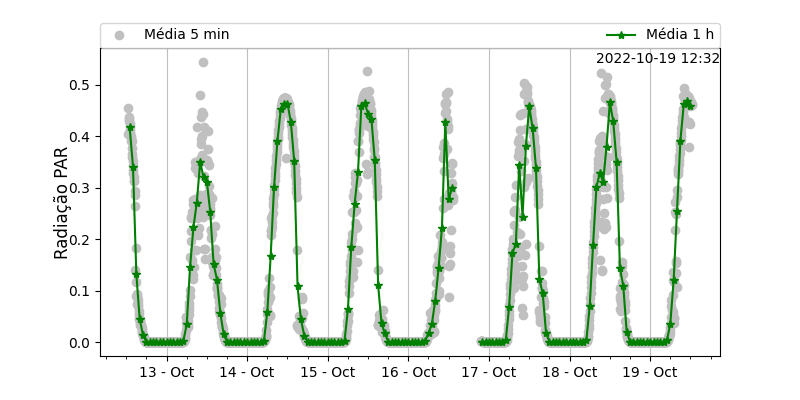 Média 5 min
Média 1 h
2022-10-19 12:32
Radiação PAR
0.5
0.4
0.3
0.2
0.1
0.0
13 - Oct
14 - Oct
15 - Oct
16 - Oct
17 - Oct
18 - Oct
19 - Oct